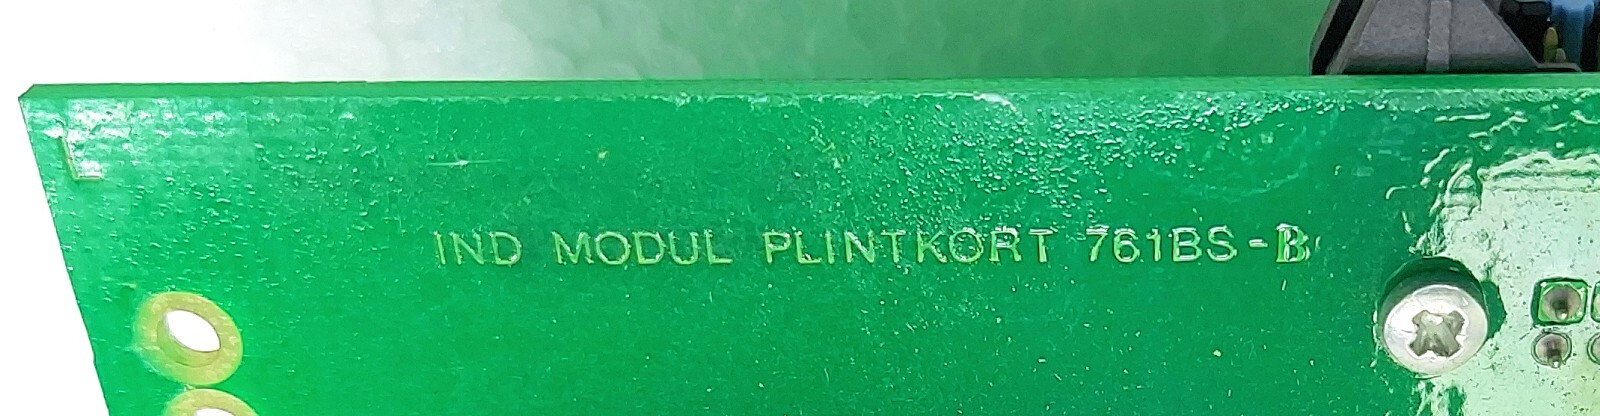 IND MODUL PLINTKORT 761BS-B